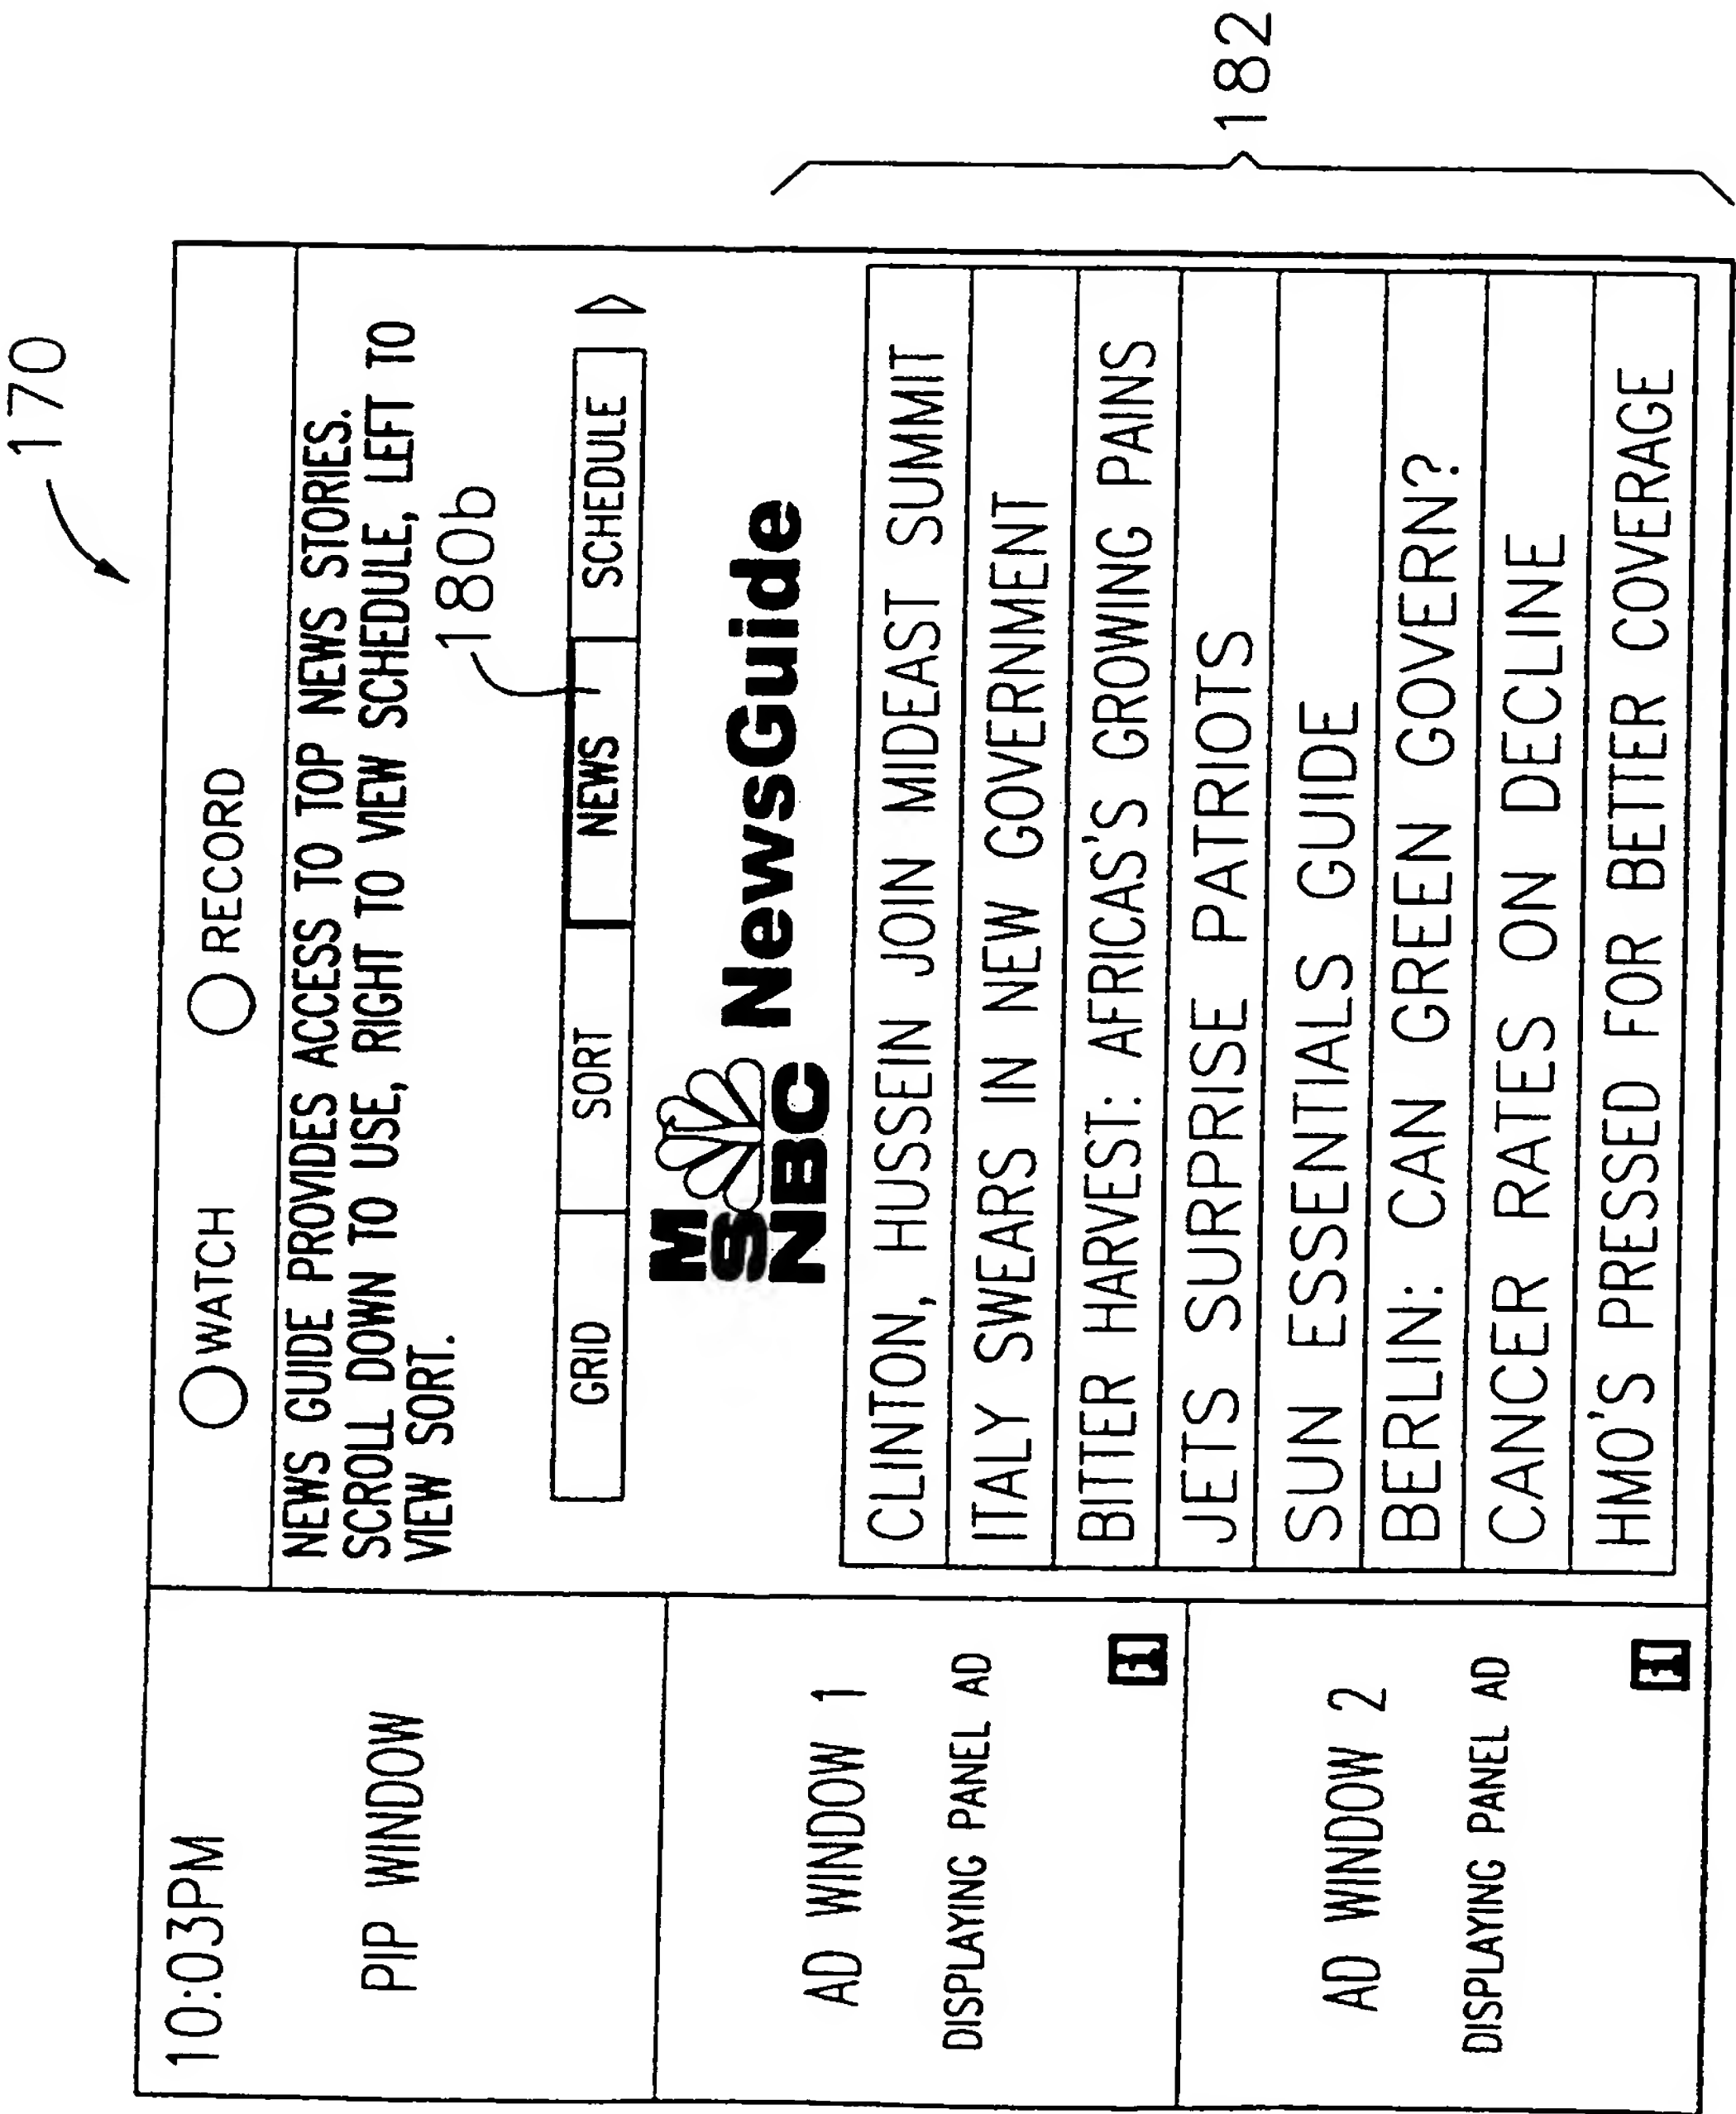 170
10:03PM
PIP WINDOW
AD WINDOW 1
DISPLAYING PANEL AD
AD WINDOW 2
DISPLAYING PANEL AD
WATCH
RECORD
NEWS GUIDE PROVIDES ACCESS TO TOP NEWS STORIES.
SCROLL DOWN TO USE, RIGHT TO VIEW SCHEDULE, LEFT TO
VIEW SORT.
180b
GRID
SORT
NEWS
SCHEDULE
MS
NBC NewsGuide
CLINTON, HUSSEIN JOIN MIDEAST SUMMIT
ITALY SWEARS IN NEW GOVERNMENT
BITTER HARVEST: AFRICAS'S GROWING PAINS
JETS SURPRISE PATRIOTS
SUN ESSENTIALS GUIDE
BERLIN: CAN GREEN GOVERN?
CANCER RATES ON DECLINE
HMO'S PRESSED FOR BETTER COVERAGE
182